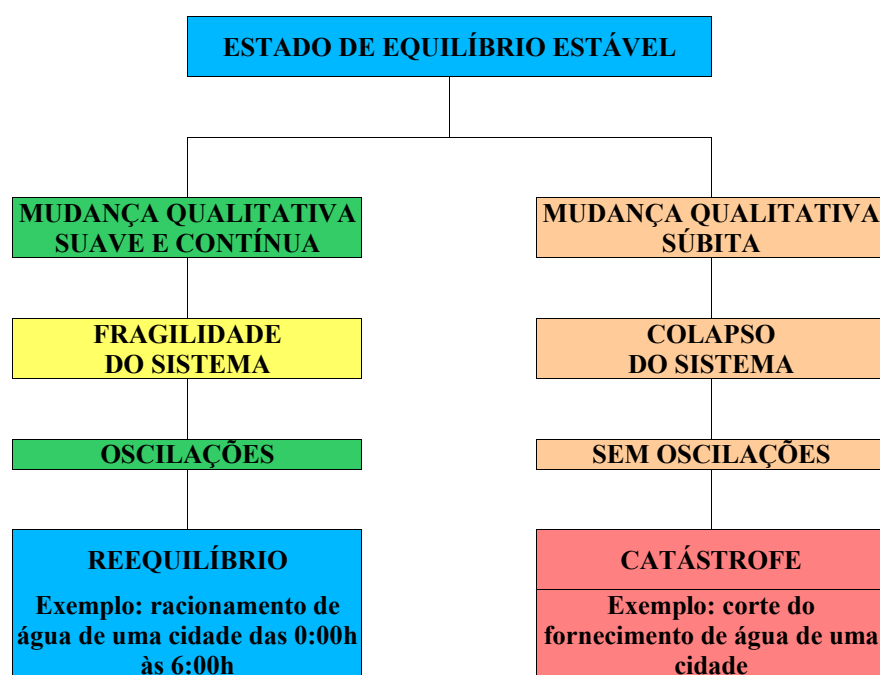 ESTADO DE EQUILÍBRIO ESTÁVEL
MUDANÇA QUALITATIVA
SUAVE E CONTÍNUA
MUDANÇA QUALITATIVA
SÚBITA
FRAGILIDADE
DO SISTEMA
COLAPSO
DO SISTEMA
OSCILAÇÕES
SEM OSCILAÇÕES
REEQUILÍBRIO
Exemplo: racionamento de
água de uma cidade das 0:00h
às 6:00h
CATÁSTROFE
Exemplo: corte do
fornecimento de água de uma
cidade